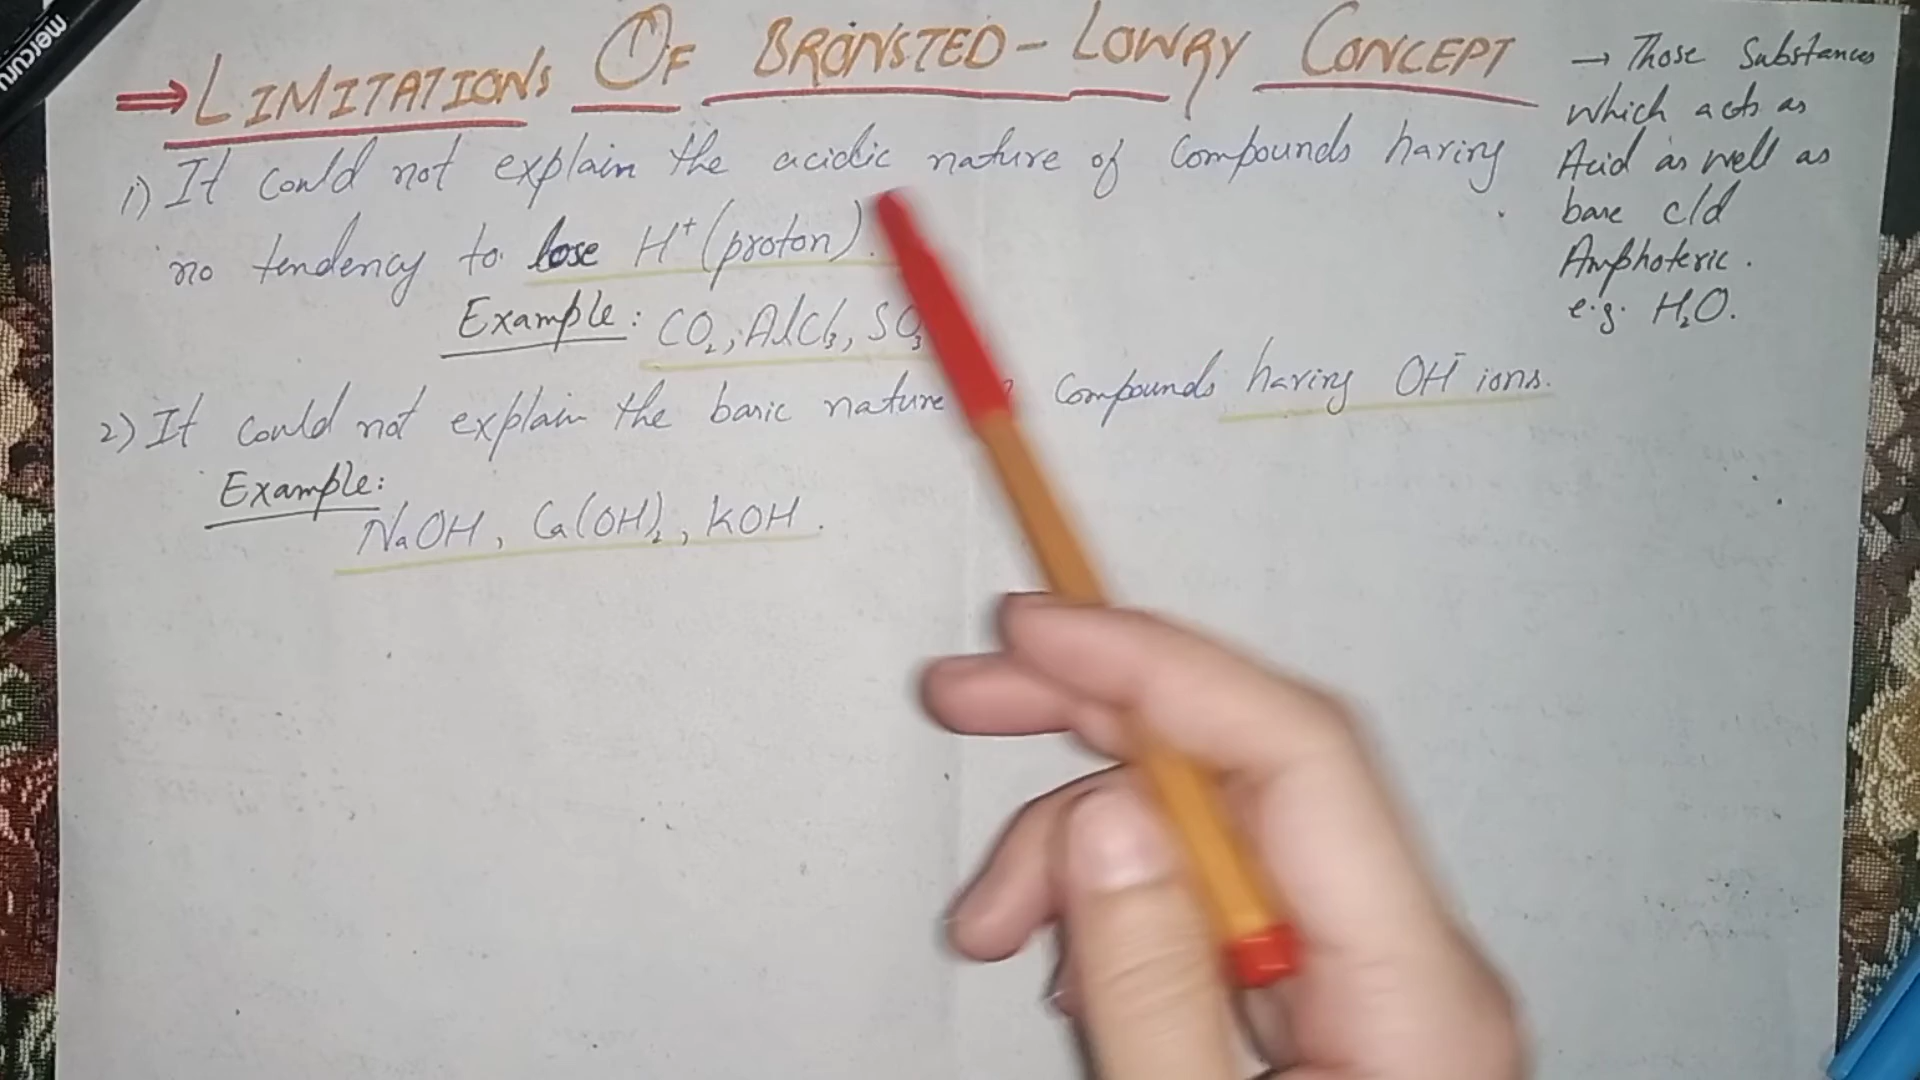 ⇒ LIMITATIONS OF BRONSTED-LOWRY CONCEPT
1) It could not explain the acidic nature of compounds having
no tendency to lose H⁺ (proton).
Example: CO₂, AlCl₃, SO₃
2) It could not explain the basic nature compounds having OH⁻ ions.
Example:
NaOH, Ca(OH)₂, KOH.
→ Those Substances
which acts as
Acid as well as
base c/d
Amphoteric.
e.g. H₂O.
mercury